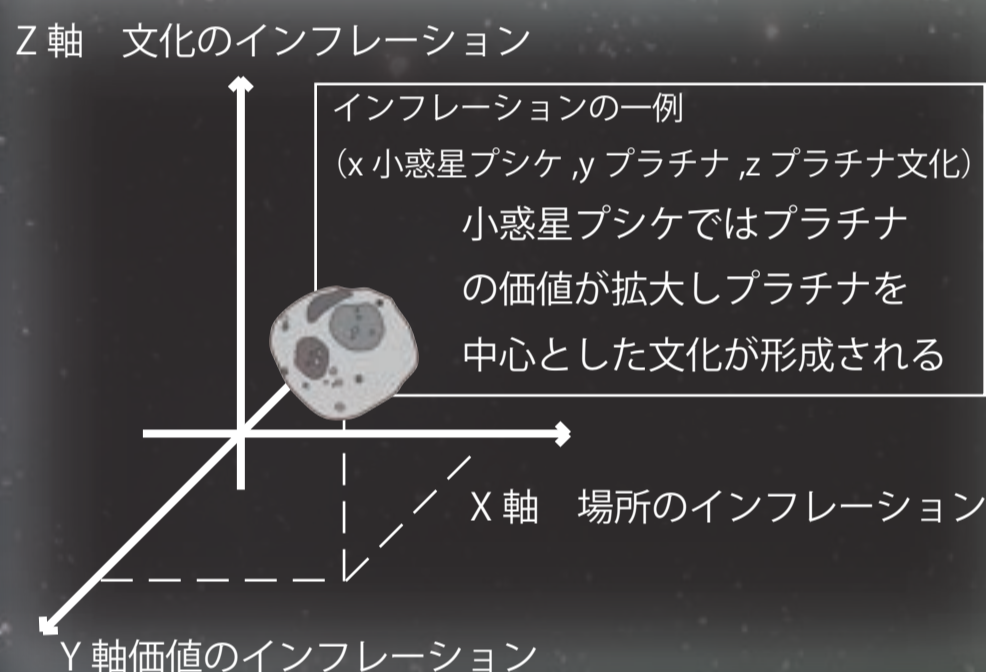 Z 軸　文化のインフレーション
インフレーションの一例
（x 小惑星プシケ ,y プラチナ ,z プラチナ文化）
小惑星プシケではプラチナ
の価値が拡大しプラチナを
中心とした文化が形成される
X 軸　場所のインフレーション
Y 軸価値のインフレーション